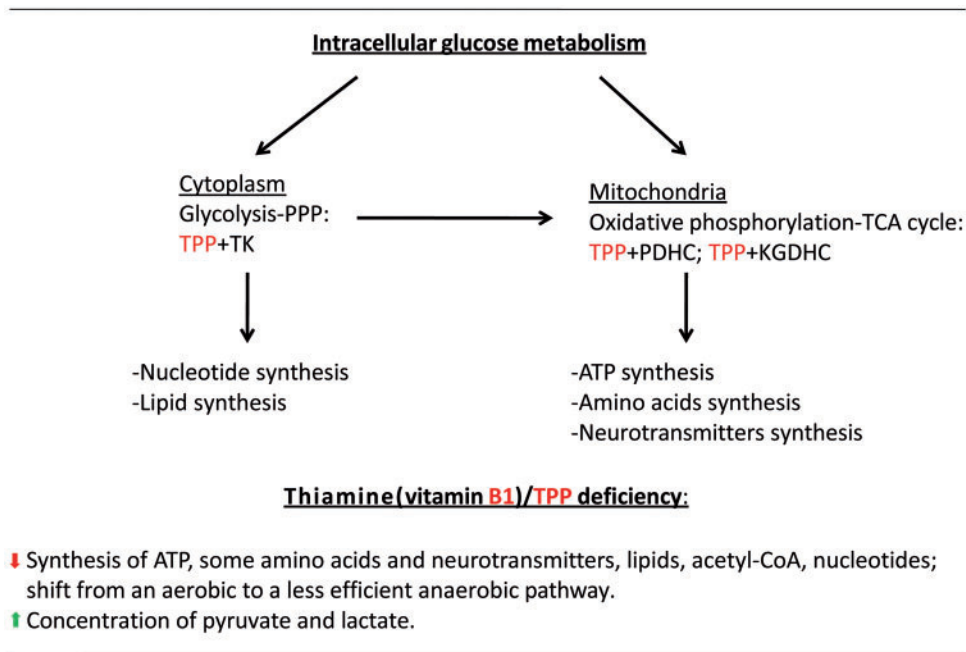 Intracellular glucose metabolism
Cytoplasm
Glycolysis-PPP:
TPP+TK
Mitochondria
Oxidative phosphorylation-TCA cycle:
TPP+PDHC; TPP+KGDHC
-Nucleotide synthesis
-Lipid synthesis
-ATP synthesis
-Amino acids synthesis
-Neurotransmitters synthesis
Thiamine(vitamin B1)/TPP deficiency:
Synthesis of ATP, some amino acids and neurotransmitters, lipids, acetyl-CoA, nucleotides;
shift from an aerobic to a less efficient anaerobic pathway.
Concentration of pyruvate and lactate.